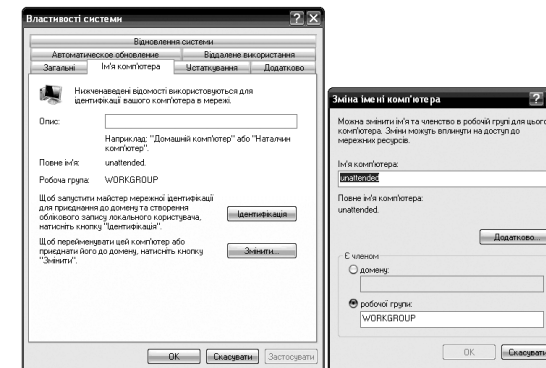 Властивості системи
Відновлення системи
Автоматическое обновление
Віддалене використання
Загальні
Ім'я комп'ютера
Устаткування
Додатково
Нижченаведені відомості використовуються для
ідентифікації вашого комп'ютера в мережі.
Опис:
Наприклад: "Домашній комп'ютер" або "Наталчин
комп'ютер".
Повне ім'я:
unattended.
Робоча група:
WORKGROUP
Щоб запустити майстер мережної ідентифікації
для приєднання до домену та створення
облікового запису локального користувача,
натисніть кнопку "Ідентифікація".
Ідентифікація
Щоб перейменувати цей комп'ютер або
приєднати його до домену, натисніть кнопку
"Змінити".
Змінити...
OK
Скасувати
Застосувати
Зміна імені комп'ютера
Можна змінити ім'я та членство в робочій групі для цього
комп'ютера. Зміни можуть вплинути на доступ до
мережних ресурсів.
Ім'я комп'ютера:
unattended
Повне ім'я комп'ютера:
unattended.
Додатково...
Є членом
домену:
робочої групи:
WORKGROUP
OK
Скасувати